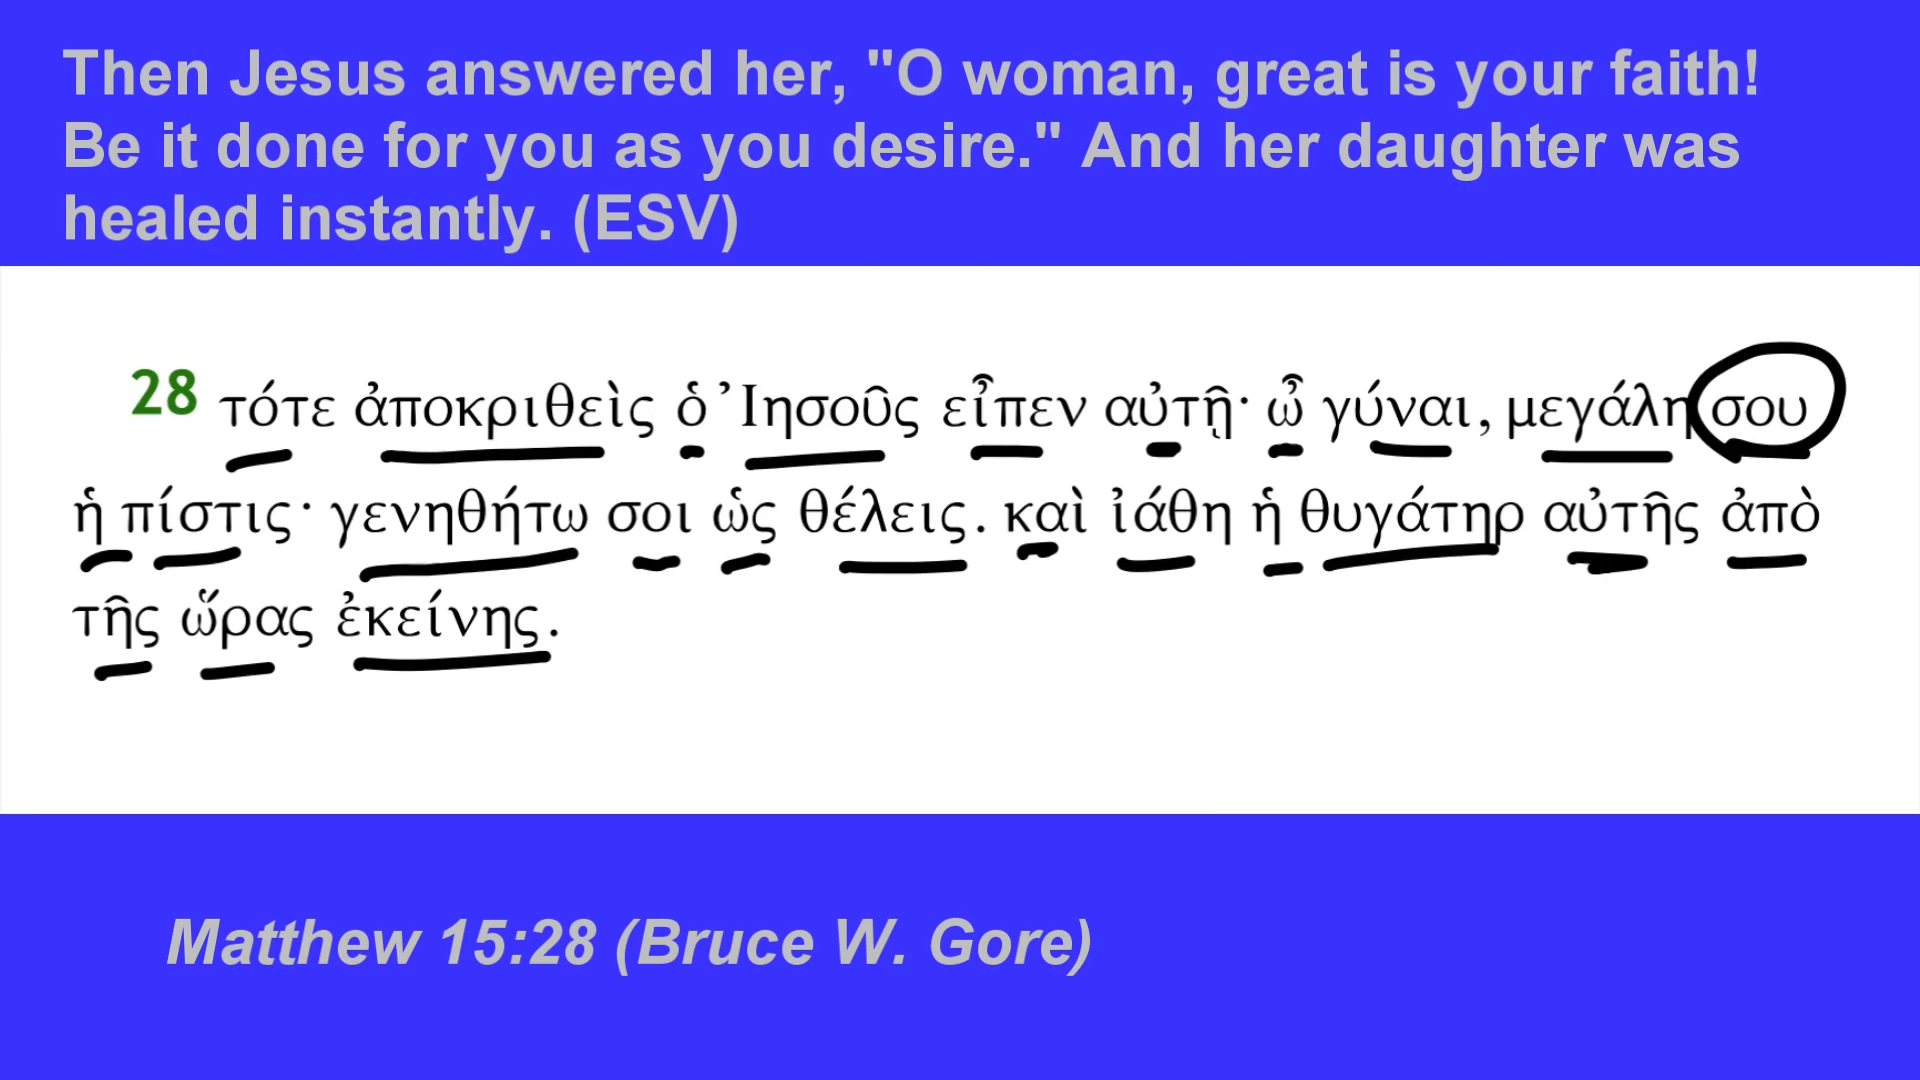 Then Jesus answered her, "O woman, great is your faith!
Be it done for you as you desire." And her daughter was
healed instantly. (ESV)
28 τότε ἀποκριθεὶς ὁ Ἰησοῦς εἶπεν αὐτῇ· ὦ γύναι, μεγάλη σου
ἡ πίστις· γενηθήτω σοι ὡς θέλεις. καὶ ἰάθη ἡ θυγάτηρ αὐτῆς ἀπὸ
τῆς ὥρας ἐκείνης.
Matthew 15:28 (Bruce W. Gore)